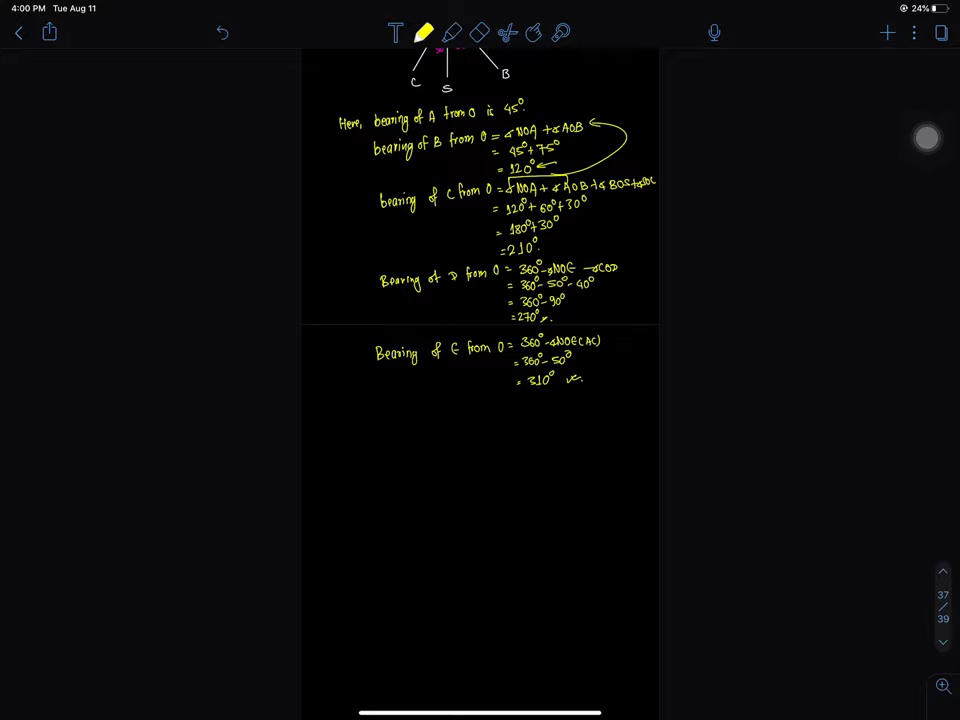 4:00 PM Tue Aug 11
24%
T
C
S
B
Here, bearing of A from O is 45°.
bearing of B from O = ∡NOA + ∡AOB
= 45° + 75°
= 120°
bearing of C from O = ∡NOA + ∡AOB + ∡BOS + ∡SOC
= 120° + 60° + 30°
= 180° + 30°
= 210°.
Bearing of D from O = 360° - ∡NOE - ∡EOD
= 360° - 50° - 40°
= 360° - 90°
= 270°
Bearing of E from O = 360° - ∡NOE(AC)
= 360° - 50°
= 310°
37
/
39